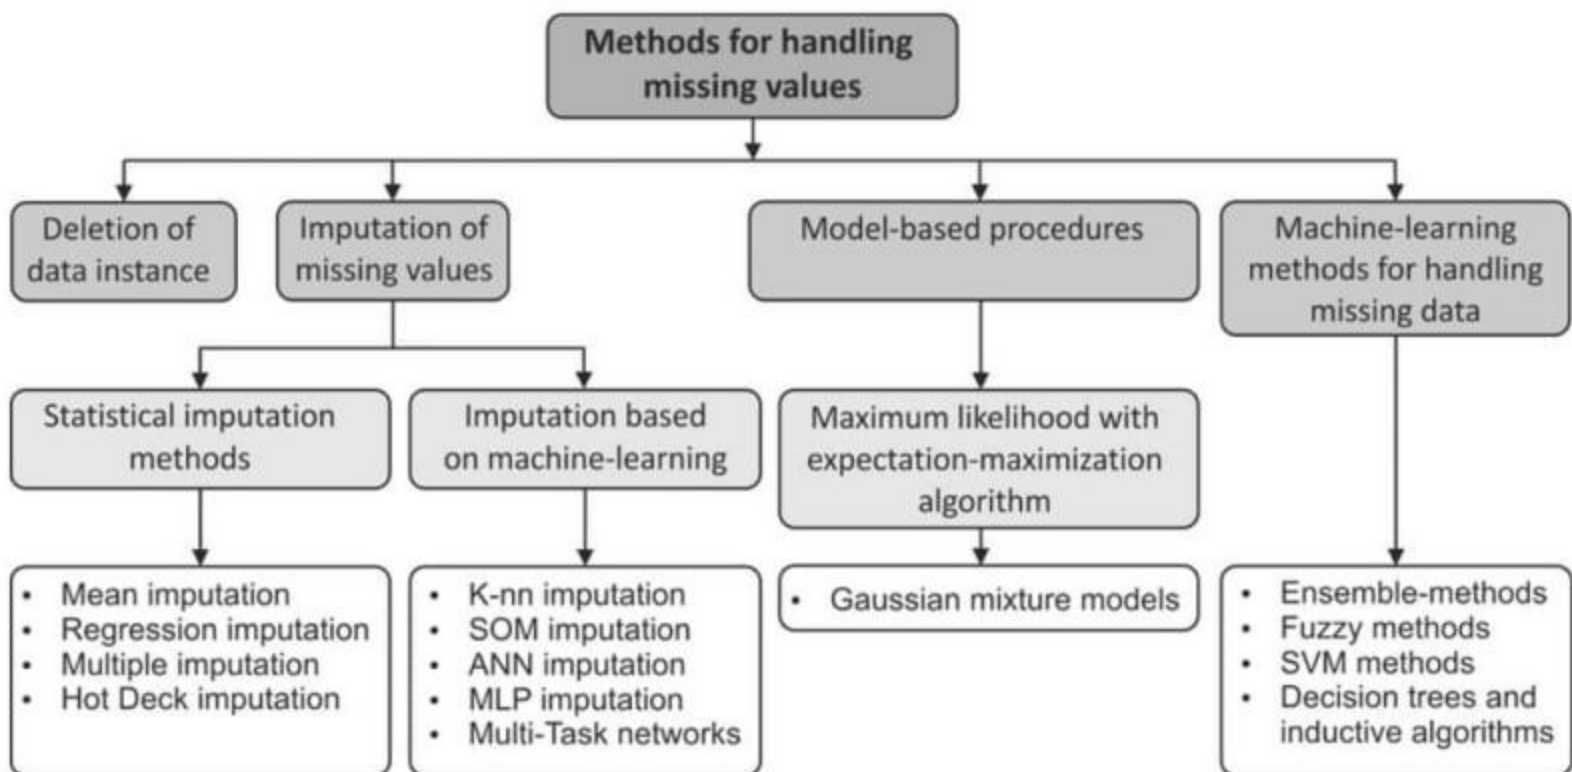 Methods for handling
missing values
Deletion of
data instance
Imputation of
missing values
Model-based procedures
Machine-learning
methods for handling
missing data
Statistical imputation
methods
Imputation based
on machine-learning
Maximum likelihood with
expectation-maximization
algorithm
• Mean imputation
• Regression imputation
• Multiple imputation
• Hot Deck imputation
• K-nn imputation
• SOM imputation
• ANN imputation
• MLP imputation
• Multi-Task networks
• Gaussian mixture models
• Ensemble-methods
• Fuzzy methods
• SVM methods
• Decision trees and
inductive algorithms